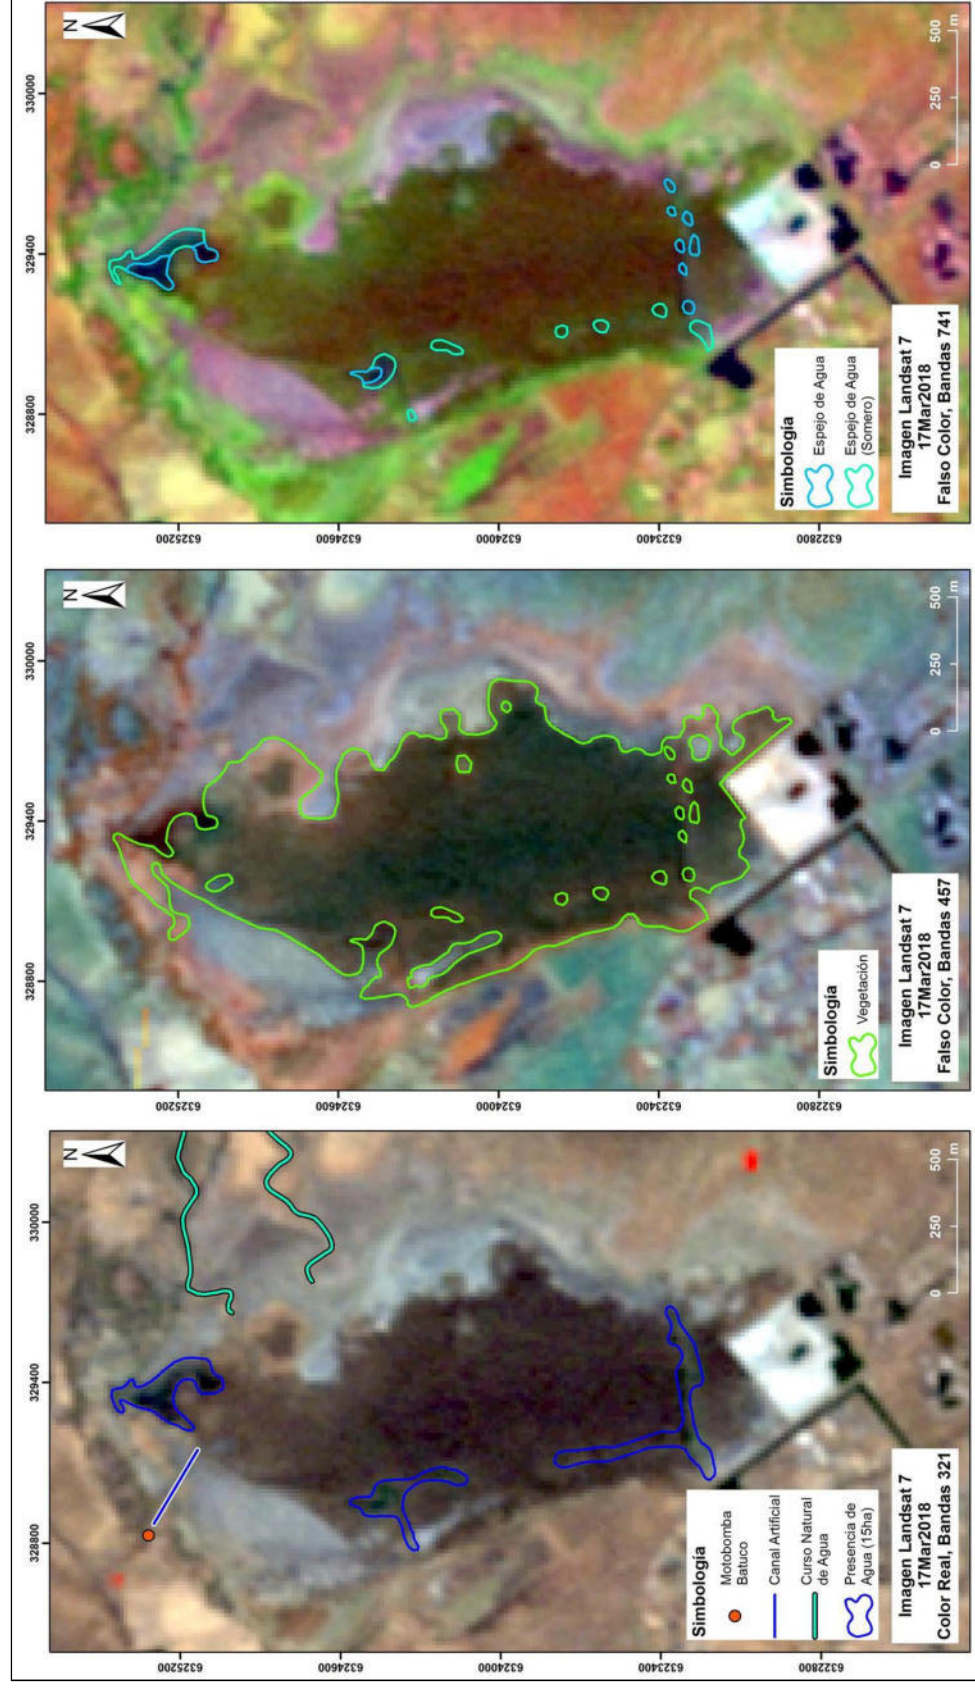 N
328800
329400
330000
6325200
6324600
6324000
6323400
6322800
Simbología
Motobomba
Batuco
Canal Artificial
Curso Natural
de Agua
Presencia de
Agua (15ha)
Imagen Landsat 7
17Mar2018
Color Real, Bandas 321
0 250 500
m
N
328800
329400
330000
6325200
6324600
6324000
6323400
6322800
Simbología
Vegetación
Imagen Landsat 7
17Mar2018
Falso Color, Bandas 457
0 250 500
m
N
328800
329400
330000
6325200
6324600
6324000
6323400
6322800
Simbología
Espejo de Agua
Espejo de Agua
(Somero)
Imagen Landsat 7
17Mar2018
Falso Color, Bandas 741
0 250 500
m